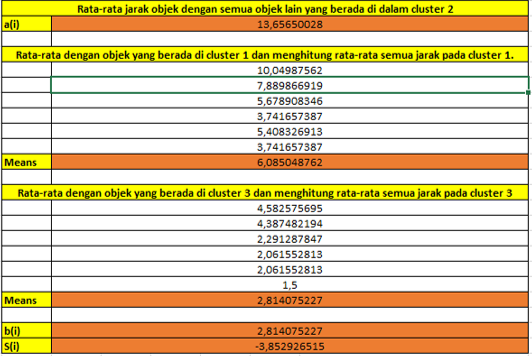 Rata-rata jarak objek dengan semua objek lain yang berada di dalam cluster 2
a(i) 13,65650028
Rata-rata dengan objek yang berada di cluster 1 dan menghitung rata-rata semua jarak pada cluster 1.
10,04987562
7,889866919
5,678908346
3,741657387
5,408326913
3,741657387
Means 6,085048762
Rata-rata dengan objek yang berada di cluster 3 dan menghitung rata-rata semua jarak pada cluster 3
4,582575695
4,387482194
2,291287847
2,061552813
2,061552813
1,5
Means 2,814075227
b(i) 2,814075227
S(i) -3,852926515